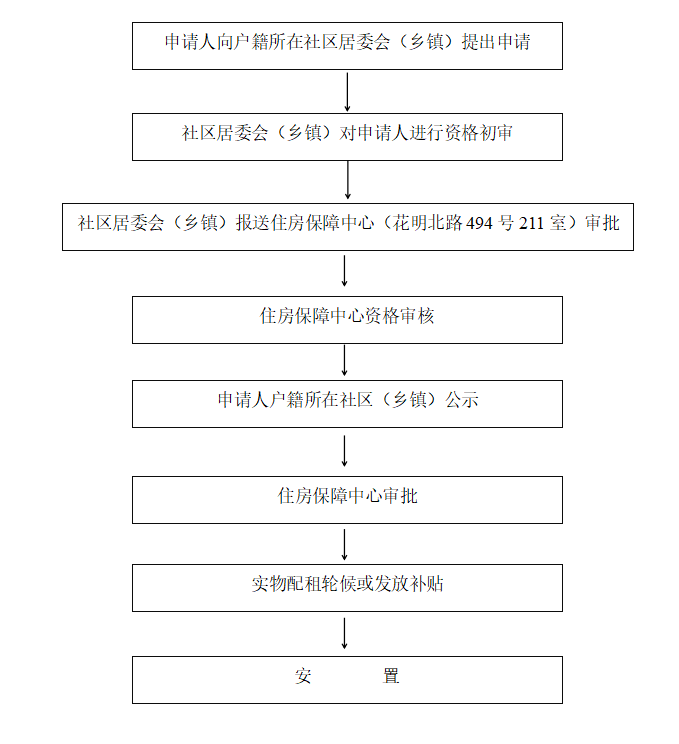 申请人向户籍所在社区居委会（乡镇）提出申请
社区居委会（乡镇）对申请人进行资格初审
社区居委会（乡镇）报送住房保障中心（花明北路 494 号 211 室）审批
住房保障中心资格审核
申请人户籍所在社区（乡镇）公示
住房保障中心审批
实物配租轮候或发放补贴
安 置